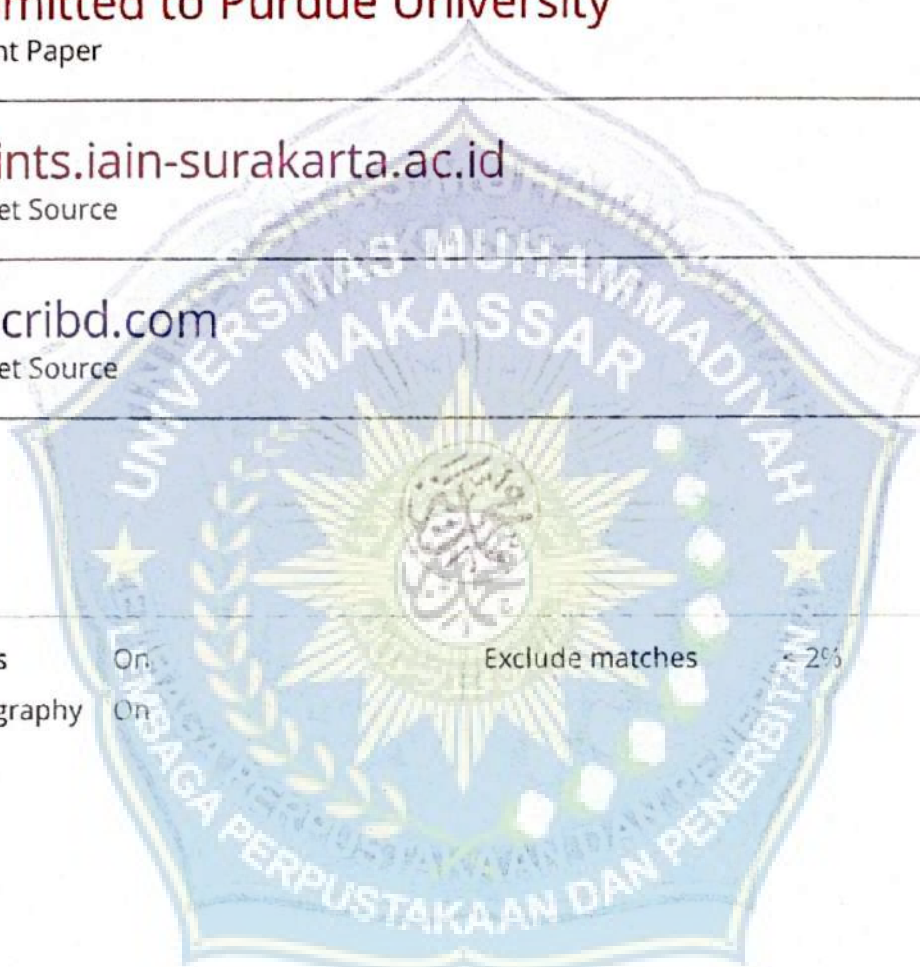 mitted to Purdue University
nt Paper
ints.iain-surakarta.ac.id
et Source
cribd.com
et Source
UNIVERSITAS MUHAMMADIYAH
MAKASSAR
s On Exclude matches < 2%
graphy On
LEMBAGA PERPUSTAKAAN DAN PENERBITAN